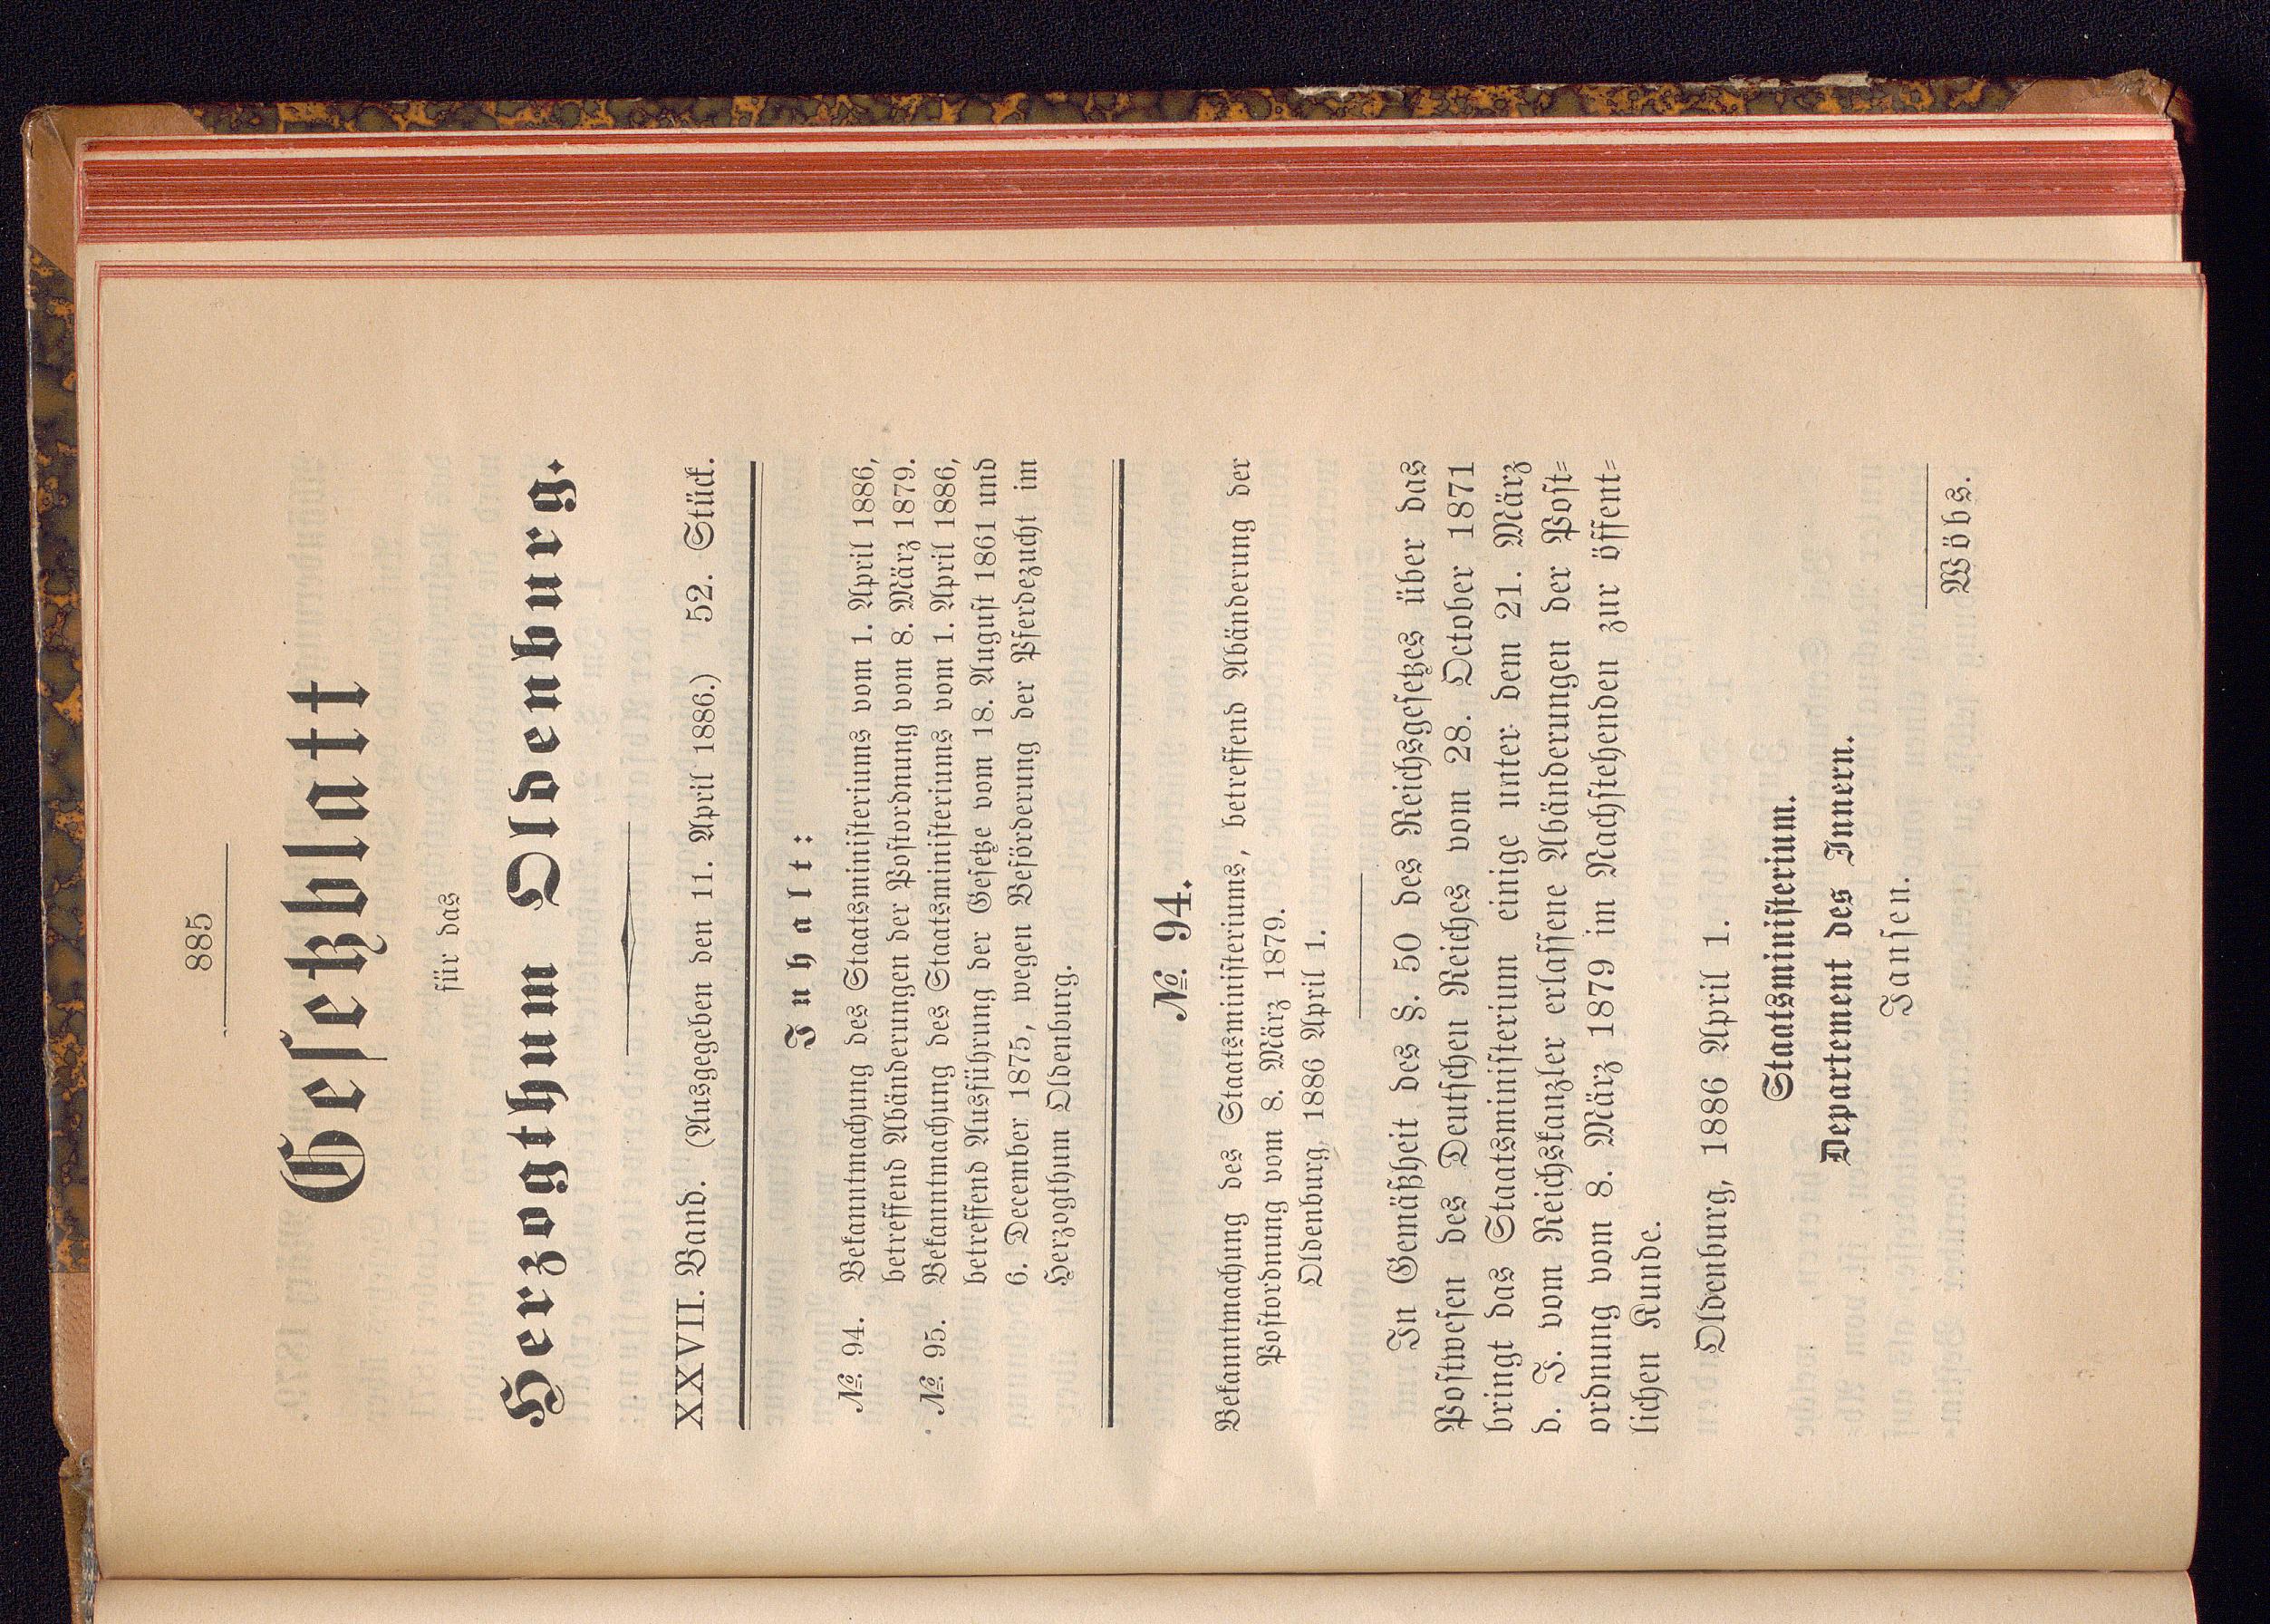 885
Gesetzblatt
für das
Herzogthum Oldenburg.
XXVII. Band. (Ausgegeben den 11. April 1886.) 52. Stück.
Inhalt:
№. 94. Bekanntmachung des Staatsministeriums vom 1. April 1886,
betreffend Abänderungen der Postordnung vom 8. März 1879.
№. 95. Bekanntmachung des Staatsministeriums vom 1. April 1886,
betreffend Ausführung der Gesetze vom 18. August 1861 und
6. December 1875, wegen Beförderung der Pferdezucht im
Herzogthum Oldenburg.
№. 94.
Bekanntmachung des Staatsministeriums, betreffend Abänderung der
Postordnung vom 8. März 1879.
Oldenburg, 1886 April 1.
In Gemäßheit des §. 50 des Reichsgesetzes über das
Postwesen des Deutschen Reiches vom 28. October 1871
bringt das Staatsministerium einige unter dem 21. März
d. J. vom Reichskanzler erlassene Abänderungen der Post=
ordnung vom 8. März 1879 im Nachstehenden zur öffent=
lichen Kunde.
Oldenburg, 1886 April 1.
Staatsministerium.
Departement des Innern.
Jansen.
Wöbs.